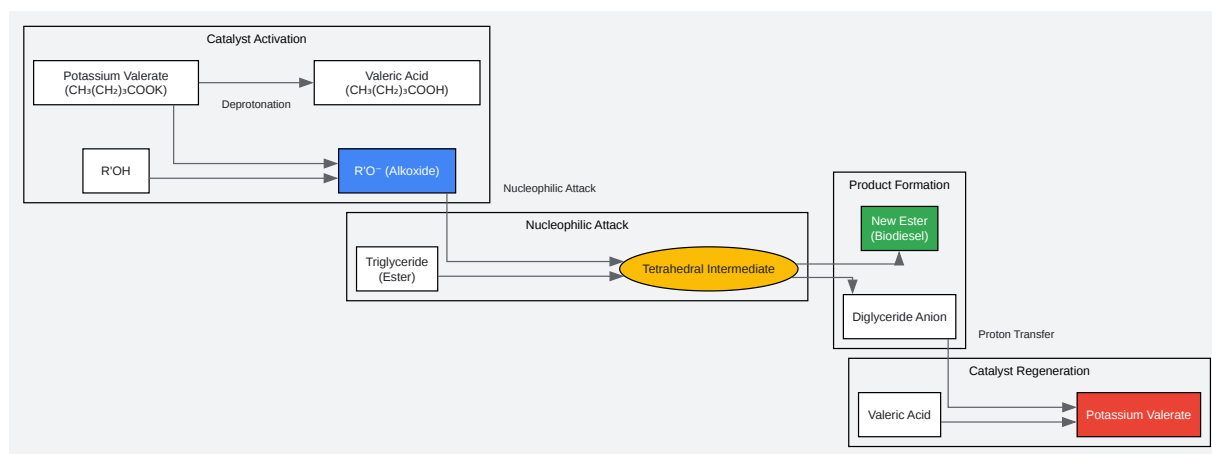 Catalyst Activation
Potassium Valerate
(CH₃(CH₂)₃COOK)
Valeric Acid
(CH₃(CH₂)₃COOH)
Deprotonation
R'OH
R'O⁻ (Alkoxide)
Nucleophilic Attack
Nucleophilic Attack
Triglyceride
(Ester)
Tetrahedral Intermediate
Product Formation
New Ester
(Biodiesel)
Diglyceride Anion
Proton Transfer
Catalyst Regeneration
Valeric Acid
Potassium Valerate